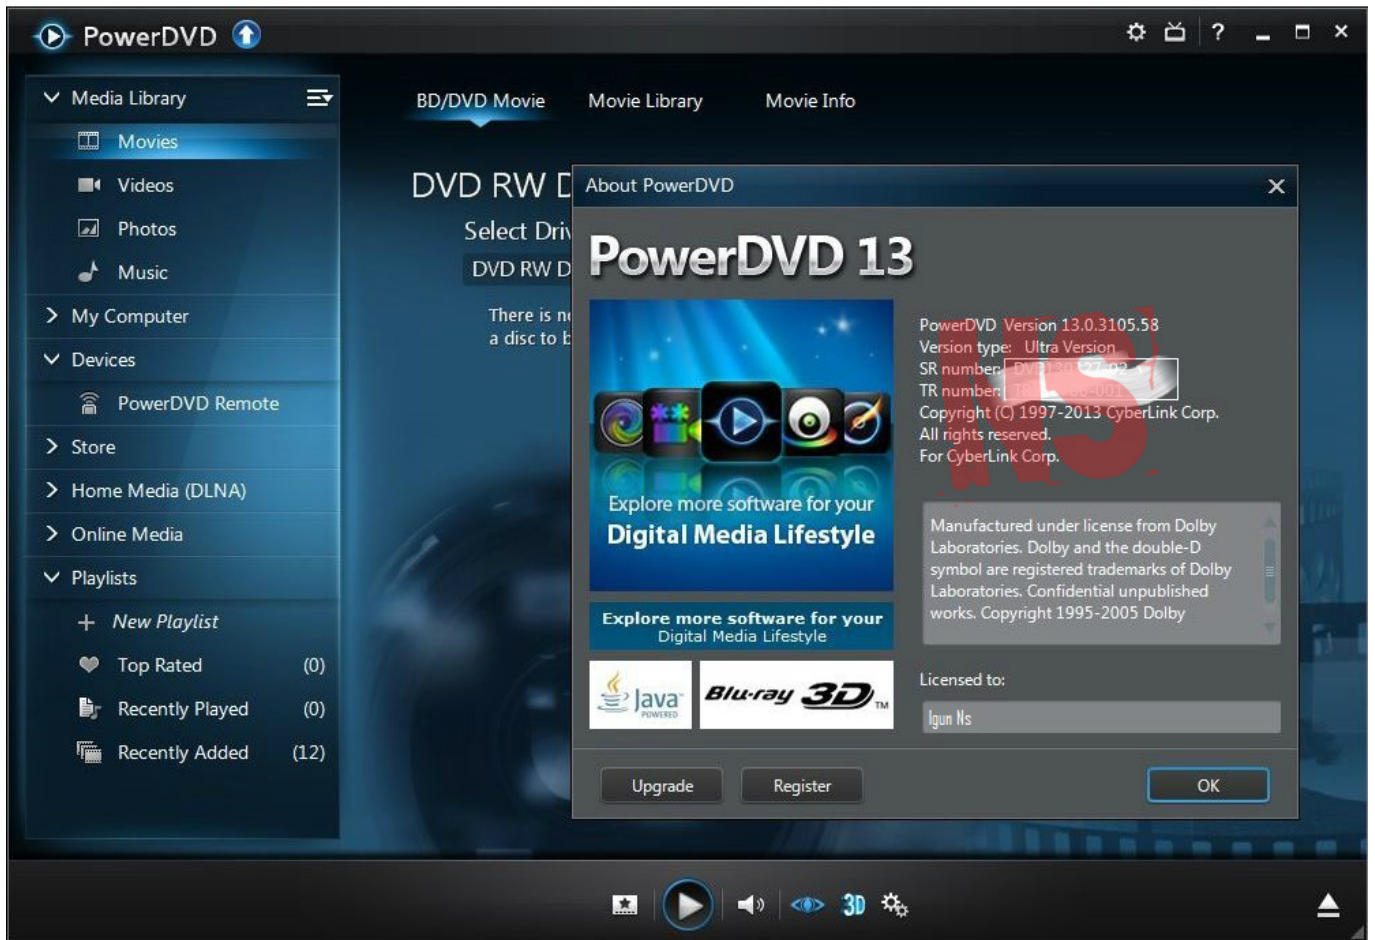 PowerDVD
Media Library
Movies
Videos
Photos
Music
My Computer
Devices
PowerDVD Remote
Store
Home Media (DLNA)
Online Media
Playlists
New Playlist
Top Rated (0)
Recently Played (0)
Recently Added (12)
BD/DVD Movie Movie Library Movie Info
DVD RW D
Select Driv
DVD RW D
There is n
a disc to b
About PowerDVD
PowerDVD 13
Explore more software for your
Digital Media Lifestyle
Explore more software for your
Digital Media Lifestyle
Java
POWERED
Blu-ray 3D TM
PowerDVD Version 13.0.3105.58
Version type: Ultra Version
SR number:
TR number:
Copyright (C) 1997-2013 CyberLink Corp.
All rights reserved.
For CyberLink Corp.
NS
Manufactured under license from Dolby
Laboratories. Dolby and the double-D
symbol are registered trademarks of Dolby
Laboratories. Confidential unpublished
works. Copyright 1995-2005 Dolby
Licensed to:
Igun Ns
Upgrade Register OK
3D